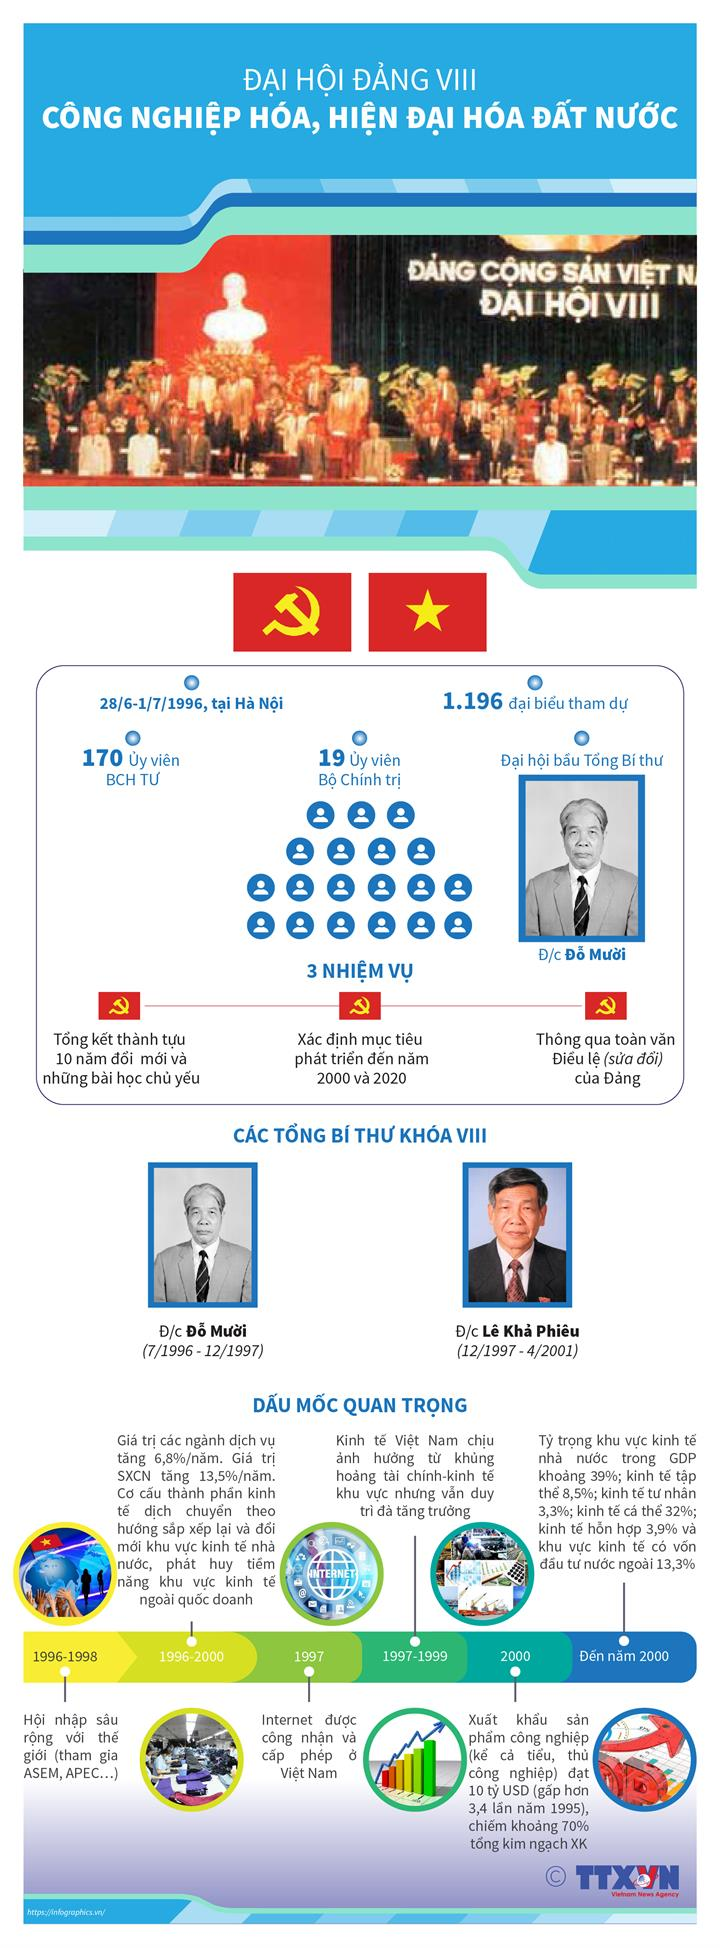 ĐẠI HỘI ĐẢNG VIII
CÔNG NGHIỆP HÓA, HIỆN ĐẠI HÓA ĐẤT NƯỚC
ĐẢNG CỘNG SẢN VIỆT NA
ĐẠI HỘI VIII
28/6-1/7/1996, tại Hà Nội
1.196 đại biểu tham dự
170 Ủy viên
BCH TƯ
19 Ủy viên
Bộ Chính trị
Đại hội bầu Tổng Bí thư
Đ/c Đỗ Mười
3 NHIỆM VỤ
Tổng kết thành tựu
10 năm đổi mới và
những bài học chủ yếu
Xác định mục tiêu
phát triển đến năm
2000 và 2020
Thông qua toàn văn
Điều lệ (sửa đổi)
của Đảng
CÁC TỔNG BÍ THƯ KHÓA VIII
Đ/c Đỗ Mười
(7/1996 - 12/1997)
Đ/c Lê Khả Phiêu
(12/1997 - 4/2001)
DẤU MỐC QUAN TRỌNG
Giá trị các ngành dịch vụ
tăng 6,8%/năm. Giá trị
SXCN tăng 13,5%/năm.
Cơ cấu thành phần kinh
tế dịch chuyển theo
hướng sắp xếp lại và đổi
mới khu vực kinh tế nhà
nước, phát huy tiềm
năng khu vực kinh tế
ngoài quốc doanh
Kinh tế Việt Nam chịu
ảnh hưởng từ khủng
hoảng tài chính-kinh tế
khu vực nhưng vẫn duy
trì đà tăng trưởng
Tỷ trọng khu vực kinh tế
nhà nước trong GDP
khoảng 39%; kinh tế tập
thể 8,5%; kinh tế tư nhân
3,3%; kinh tế cá thể 32%;
kinh tế hỗn hợp 3,9% và
khu vực kinh tế có vốn
đầu tư nước ngoài 13,3%
INTERNET
1996-1998
1996-2000
1997
1997-1999
2000
Đến năm 2000
Hội nhập sâu
rộng với thế
giới (tham gia
ASEM, APEC…)
Internet được
công nhận và
cấp phép ở
Việt Nam
Xuất khẩu sản
phẩm công nghiệp
(kể cả tiểu, thủ
công nghiệp) đạt
10 tỷ USD (gấp hơn
3,4 lần năm 1995),
chiếm khoảng 70%
tổng kim ngạch XK
© TTXVN
Vietnam News Agency
https://infographics.vn/